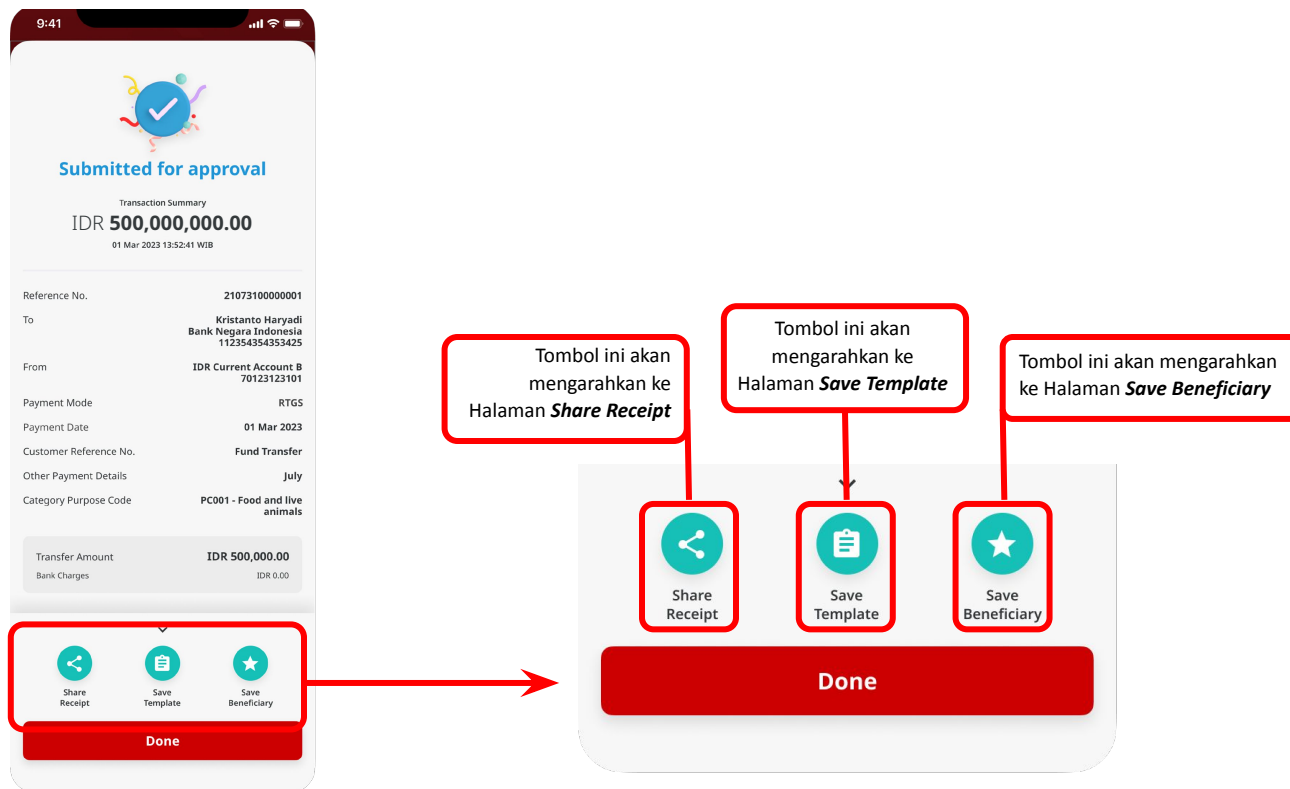 9:41
Submitted for approval
Transaction Summary
IDR 500,000,000.00
01 Mar 2023 13:52:41 WIB
Reference No. 21073100000001
To Kristanto Haryadi
Bank Negara Indonesia
112354354353425
From IDR Current Account B
70123123101
Payment Mode RTGS
Payment Date 01 Mar 2023
Customer Reference No. Fund Transfer
Other Payment Details July
Category Purpose Code PC001 - Food and live
animals
Transfer Amount IDR 500,000.00
Bank Charges IDR 0.00
Share
Receipt
Save
Template
Save
Beneficiary
Done
Tombol ini akan
mengarahkan ke
Halaman Share Receipt
Tombol ini akan
mengarahkan ke
Halaman Save Template
Tombol ini akan mengarahkan
ke Halaman Save Beneficiary
Share
Receipt
Save
Template
Save
Beneficiary
Done